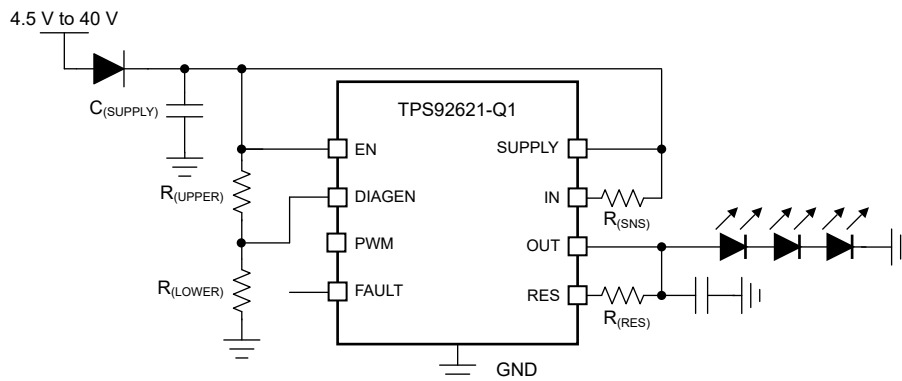 4.5 V to 40 V
C(SUPPLY)
TPS92621-Q1
EN
SUPPLY
R(UPPER)
DIAGEN
IN
R(SNS)
PWM
OUT
R(LOWER)
FAULT
RES
R(RES)
GND